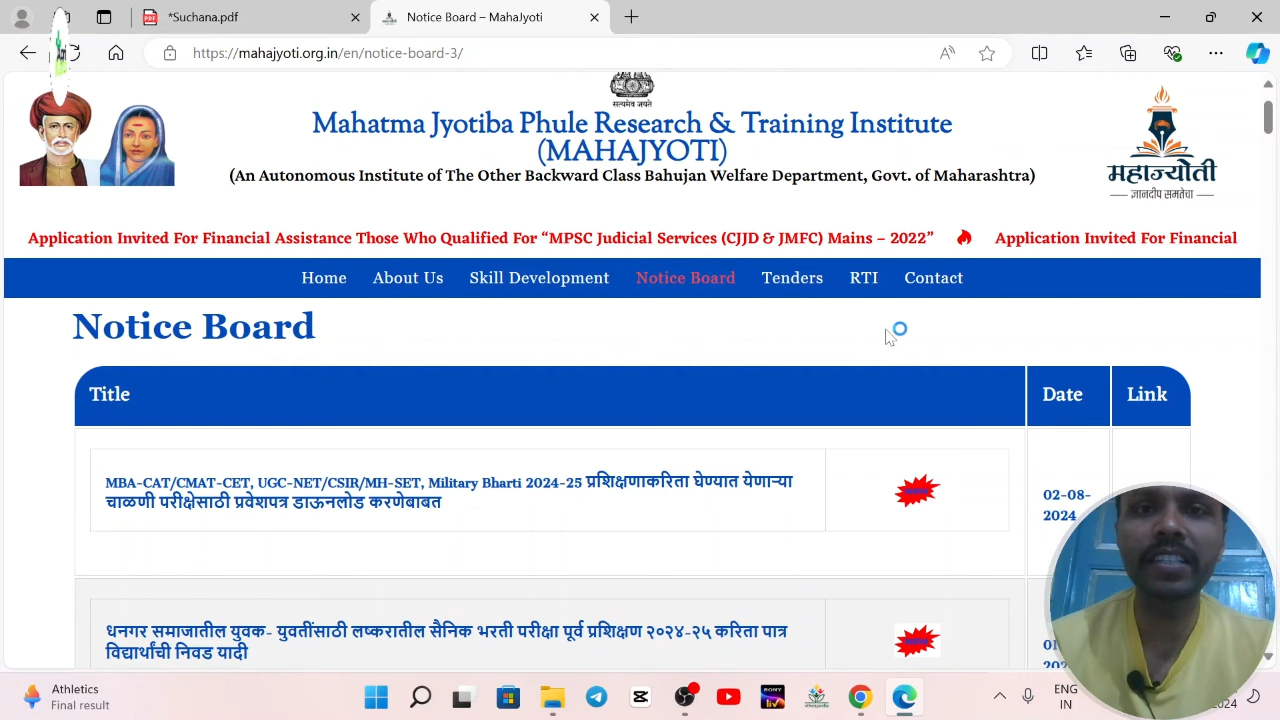 *Suchana.pdf
https://mahajyoti.org.in/en/notice-board-3/
सत्यमेव जयते
Mahatma Jyotiba Phule Research & Training Institute
(MAHAJYOTI)
(An Autonomous Institute of The Other Backward Class Bahujan Welfare Department, Govt. of Maharashtra)
महाज्योती
ज्ञानदीप समतेचा
Application Invited For Financial Assistance Those Who Qualified For “MPSC Judicial Services (CJJD & JMFC) Mains – 2022” Application Invited For Financial
Home About Us Skill Development Notice Board Tenders RTI Contact
Notice Board
Title Date Link
MBA-CAT/CMAT-CET, UGC-NET/CSIR/MH-SET, Military Bharti 2024-25 प्रशिक्षणाकरिता घेण्यात येणाऱ्या
चाळणी परीक्षेसाठी प्रवेशपत्र डाऊनलोड करणेबाबत
02-08-
2024
धनगर समाजातील युवक- युवतींसाठी लष्करातील सैनिक भरती परीक्षा पूर्व प्रशिक्षण २०२४-२५ करिता पात्र
विद्यार्थांची निवड यादी
Athletics
Final result
ENG
IN